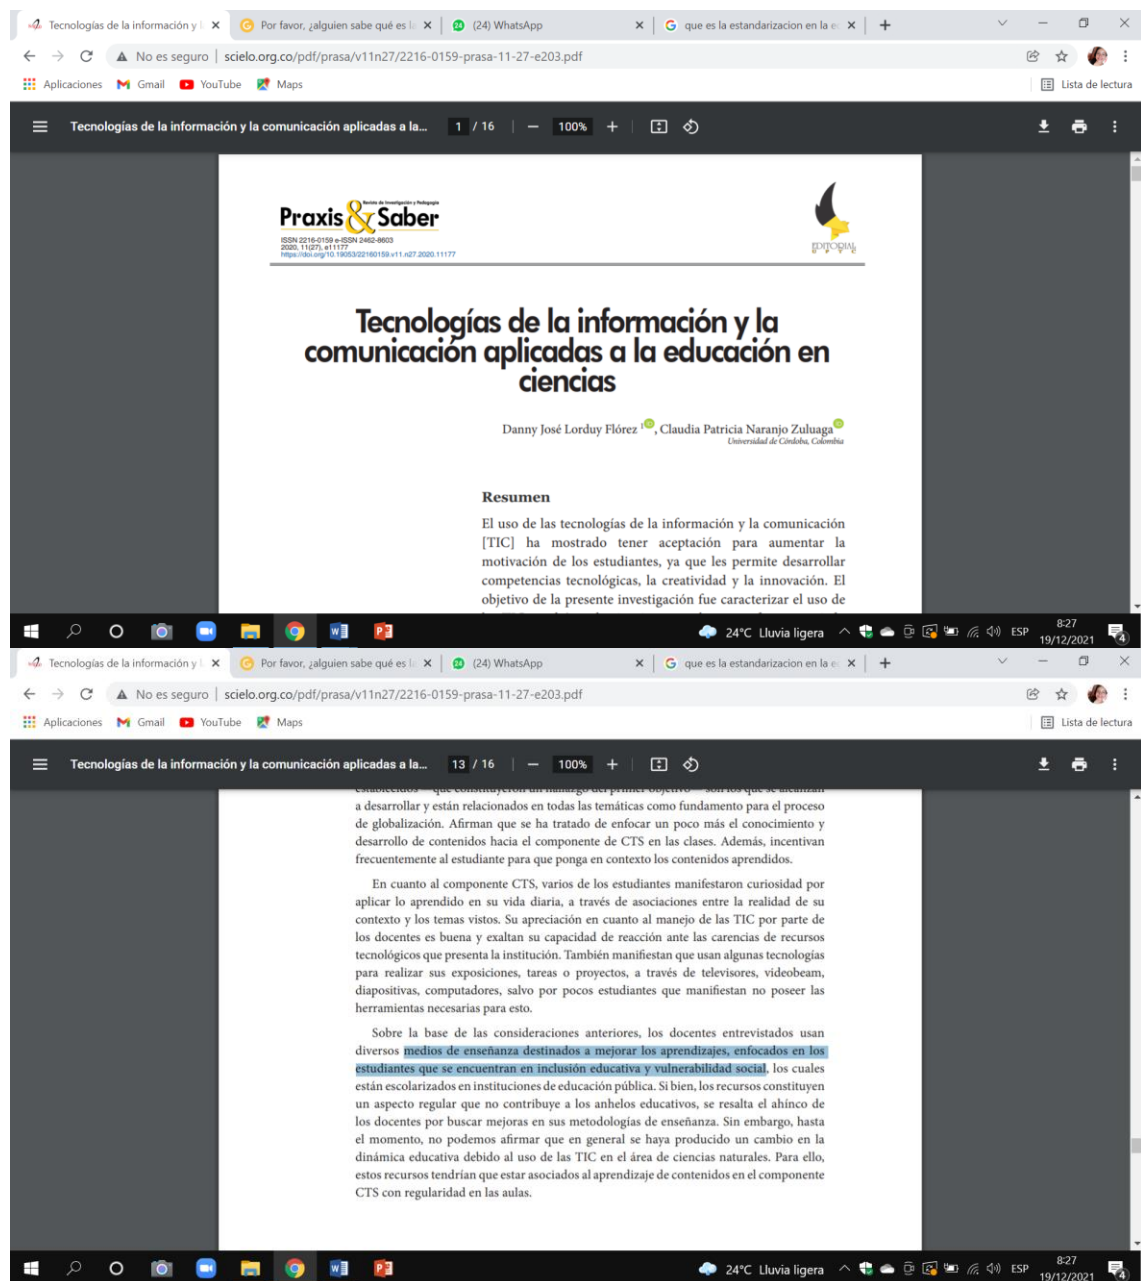 Tecnologías de la información y l
Por favor, ¿alguien sabe qué es l
(24) WhatsApp
que es la estandarizacion en la e
No es seguro
scielo.org.co/pdf/prasa/v11n27/2216-0159-prasa-11-27-e203.pdf
Aplicaciones
Gmail
YouTube
Maps
Lista de lectura
Tecnologías de la información y la comunicación aplicadas a la...
1 / 16
100%
Revista de Investigación y Pedagogía
Praxis & Saber
ISSN 2216-0159 e-ISSN 2462-8603
2020, 11(27), e11177
https://doi.org/10.19053/22160159.v11.n27.2020.11177
EDITORIAL
Tecnologías de la información y la
comunicación aplicadas a la educación en
ciencias
Danny José Lorduy Flórez 1, Claudia Patricia Naranjo Zuluaga
Universidad de Córdoba, Colombia
Resumen
El uso de las tecnologías de la información y la comunicación
[TIC] ha mostrado tener aceptación para aumentar la
motivación de los estudiantes, ya que les permite desarrollar
competencias tecnológicas, la creatividad y la innovación. El
objetivo de la presente investigación fue caracterizar el uso de
24°C Lluvia ligera
ESP
8:27
19/12/2021
4
Tecnologías de la información y l
Por favor, ¿alguien sabe qué es l
(24) WhatsApp
que es la estandarizacion en la e
No es seguro
scielo.org.co/pdf/prasa/v11n27/2216-0159-prasa-11-27-e203.pdf
Aplicaciones
Gmail
YouTube
Maps
Lista de lectura
Tecnologías de la información y la comunicación aplicadas a la...
13 / 16
100%
establecidos —que constituyeron un hallazgo del primer objetivo— son los que se alcanzan
a desarrollar y están relacionados en todas las temáticas como fundamento para el proceso
de globalización. Afirman que se ha tratado de enfocar un poco más el conocimiento y
desarrollo de contenidos hacia el componente de CTS en las clases. Además, incentivan
frecuentemente al estudiante para que ponga en contexto los contenidos aprendidos.
En cuanto al componente CTS, varios de los estudiantes manifestaron curiosidad por
aplicar lo aprendido en su vida diaria, a través de asociaciones entre la realidad de su
contexto y los temas vistos. Su apreciación en cuanto al manejo de las TIC por parte de
los docentes es buena y exaltan su capacidad de reacción ante las carencias de recursos
tecnológicos que presenta la institución. También manifiestan que usan algunas tecnologías
para realizar sus exposiciones, tareas o proyectos, a través de televisores, videobeam,
diapositivas, computadores, salvo por pocos estudiantes que manifiestan no poseer las
herramientas necesarias para esto.
Sobre la base de las consideraciones anteriores, los docentes entrevistados usan
diversos medios de enseñanza destinados a mejorar los aprendizajes, enfocados en los
estudiantes que se encuentran en inclusión educativa y vulnerabilidad social, los cuales
están escolarizados en instituciones de educación pública. Si bien, los recursos constituyen
un aspecto regular que no contribuye a los anhelos educativos, se resalta el ahínco de
los docentes por buscar mejoras en sus metodologías de enseñanza. Sin embargo, hasta
el momento, no podemos afirmar que en general se haya producido un cambio en la
dinámica educativa debido al uso de las TIC en el área de ciencias naturales. Para ello,
estos recursos tendrían que estar asociados al aprendizaje de contenidos en el componente
CTS con regularidad en las aulas.
24°C Lluvia ligera
ESP
8:27
19/12/2021
4